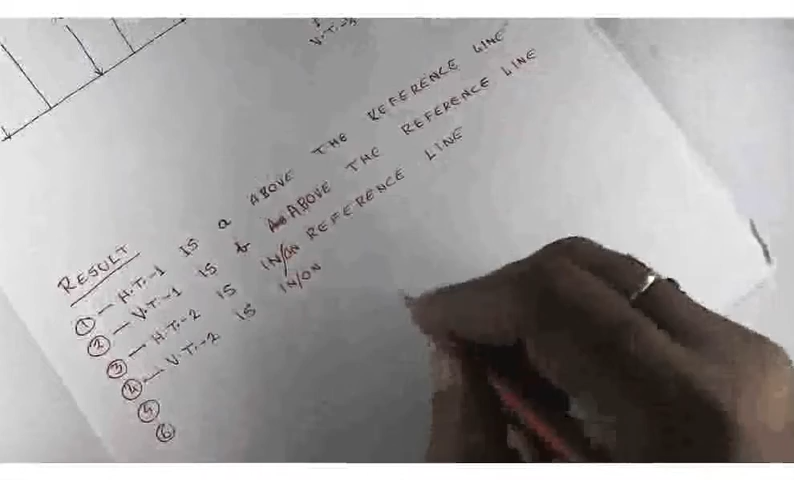 V.T.
RESULT
① — H.T.-1 IS a ABOVE THE REFERENCE LINE
② — V.T.-1 IS b ABOVE THE REFERENCE LINE
③ — H.T.-2 IS IN/ON REFERENCE LINE
④ — V.T.-2 IS IN/ON
⑤
⑥